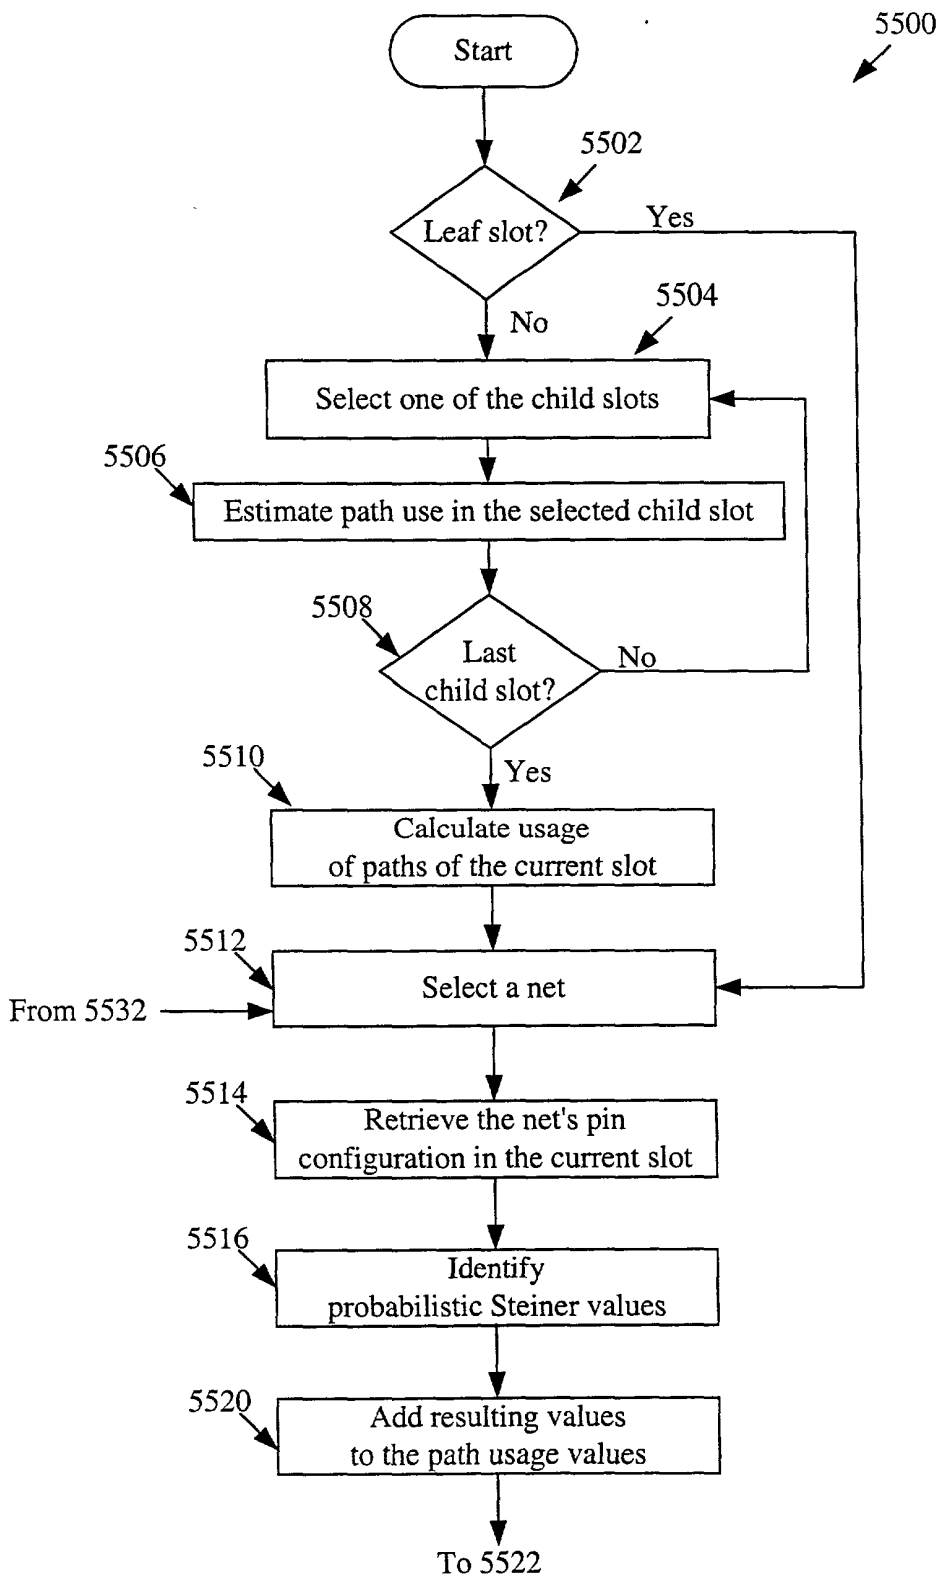 5500
Start
5502
Leaf slot?
Yes
No
5504
Select one of the child slots
5506
Estimate path use in the selected child slot
5508
Last
child slot?
No
Yes
5510
Calculate usage
of paths of the current slot
5512
Select a net
From 5532
5514
Retrieve the net's pin
configuration in the current slot
5516
Identify
probabilistic Steiner values
5520
Add resulting values
to the path usage values
To 5522